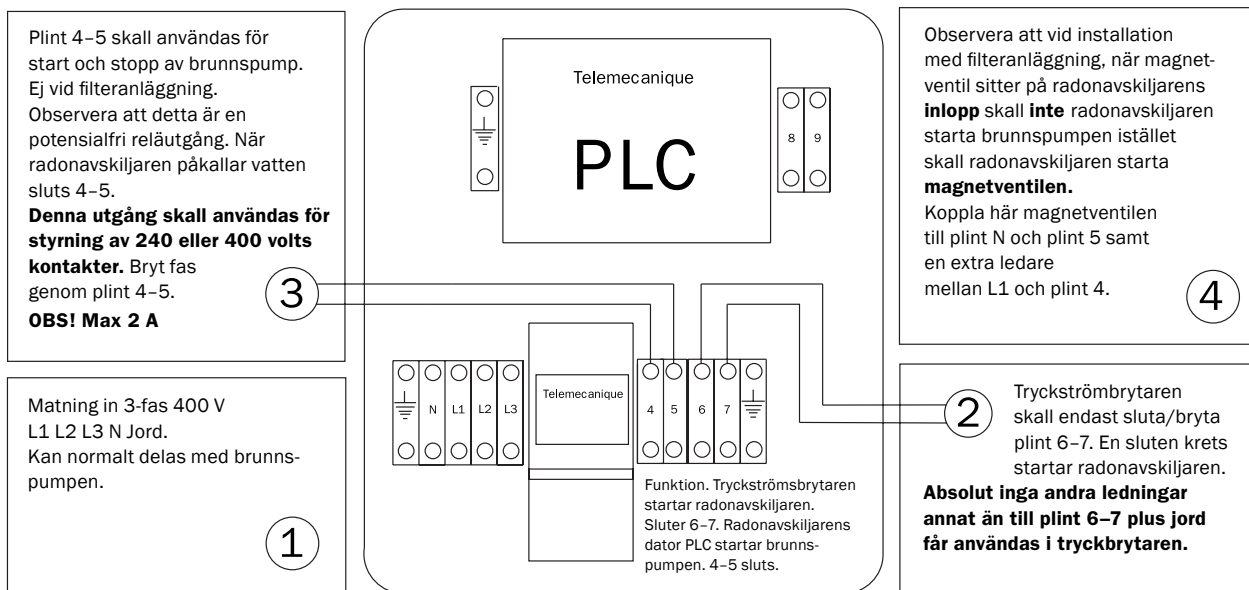 Plint 4–5 skall användas för
start och stopp av brunnspump.
Ej vid filteranläggning.
Observera att detta är en
potensialfri reläutgång. När
radonavskiljaren påkallar vatten
sluts 4–5.
Denna utgång skall användas för
styrning av 240 eller 400 volts
kontakter. Bryt fas
genom plint 4–5.
OBS! Max 2 A
3
Matning in 3-fas 400 V
L1 L2 L3 N Jord.
Kan normalt delas med brunns-
pumpen.
1
Telemecanique
PLC
8 9
N L1 L2 L3
Telemecanique
4 5 6 7
Funktion. Tryckströmsbrytaren
startar radonavskiljaren.
Sluter 6–7. Radonavskiljarens
dator PLC startar brunns-
pumpen. 4–5 sluts.
Observera att vid installation
med filteranläggning, när magnet-
ventil sitter på radonavskiljarens
inlopp skall inte radonavskiljaren
starta brunnspumpen istället
skall radonavskiljaren starta
magnetventilen.
Koppla här magnetventilen
till plint N och plint 5 samt
en extra ledare
mellan L1 och plint 4.
4
2
Tryckströmbrytaren
skall endast sluta/bryta
plint 6–7. En sluten krets
startar radonavskiljaren.
Absolut inga andra ledningar
annat än till plint 6–7 plus jord
får användas i tryckbrytaren.